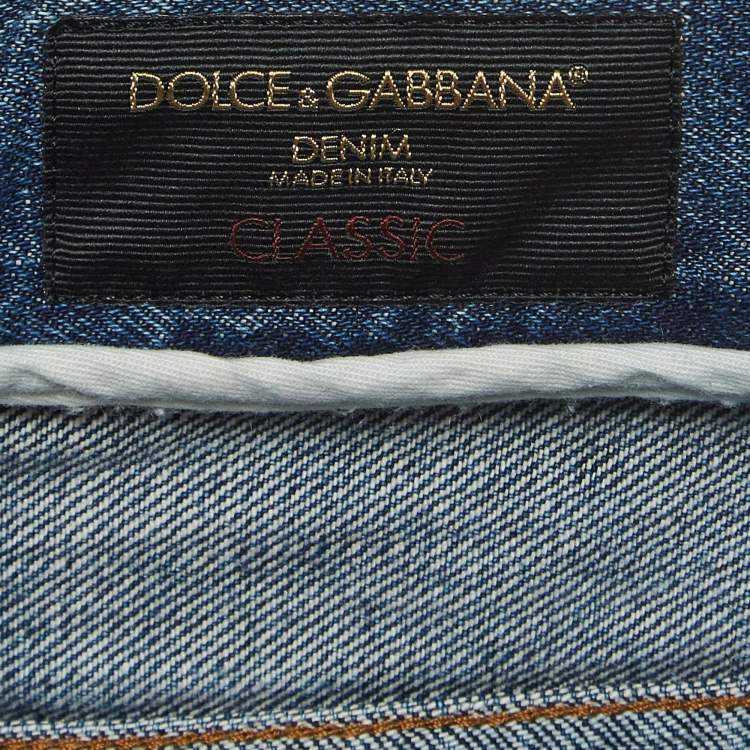 DOLCE & GABBANA®
DENIM
MADE IN ITALY
CLASSIC